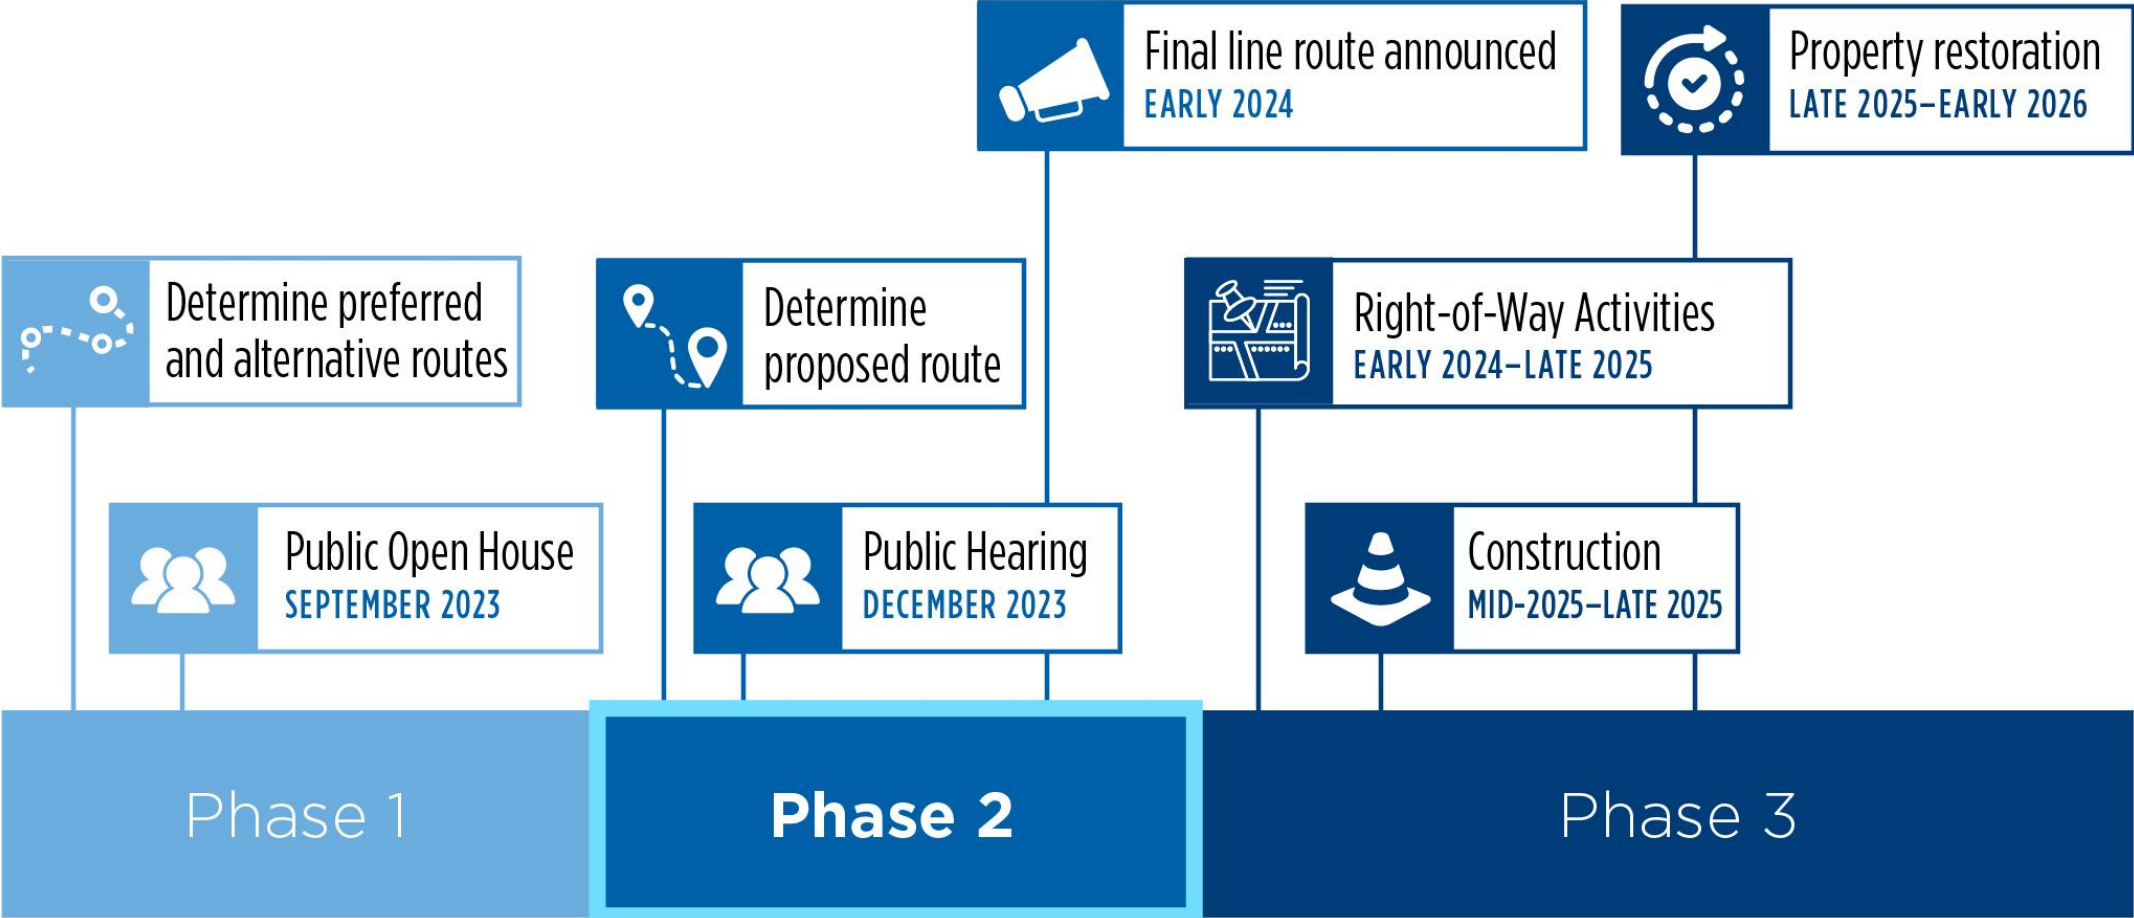 Final line route announced
EARLY 2024
Property restoration
LATE 2025–EARLY 2026
Determine preferred
and alternative routes
Determine
proposed route
Right-of-Way Activities
EARLY 2024–LATE 2025
Public Open House
SEPTEMBER 2023
Public Hearing
DECEMBER 2023
Construction
MID-2025–LATE 2025
Phase 1
Phase 2
Phase 3